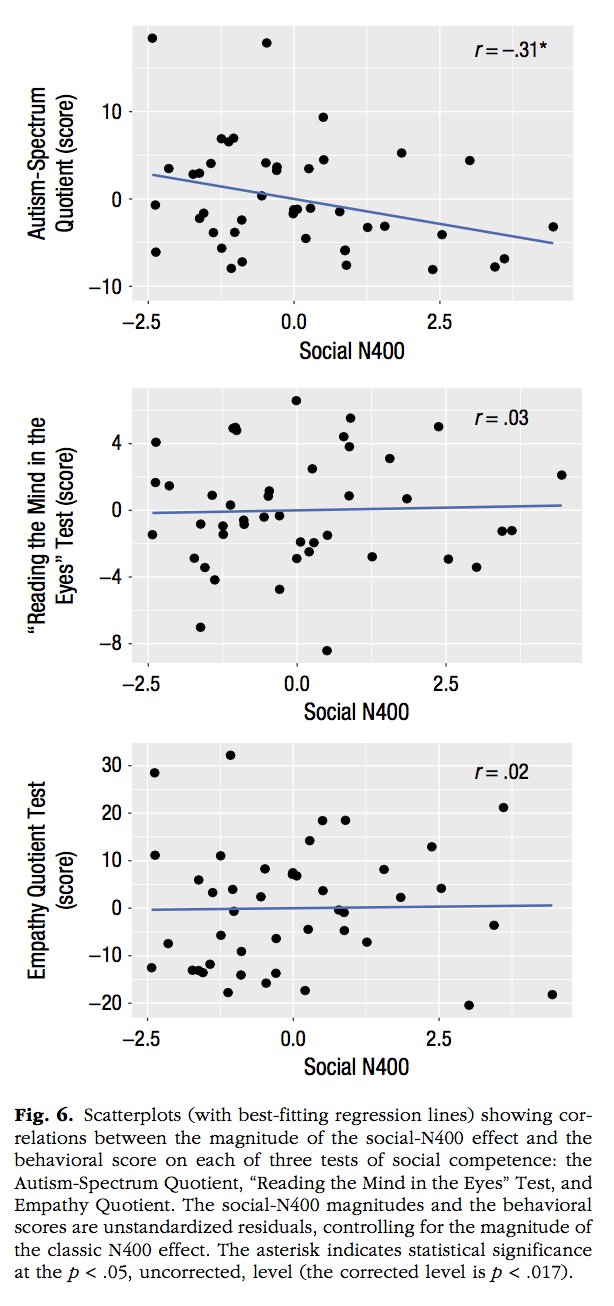 r = –.31*
Autism-Spectrum
Quotient (score)
10
0
–10
–2.5 0.0 2.5
Social N400
r = .03
“Reading the Mind in the
Eyes” Test (score)
4
0
–4
–8
–2.5 0.0 2.5
Social N400
r = .02
Empathy Quotient Test
(score)
30
20
10
0
–10
–20
–2.5 0.0 2.5
Social N400
Fig. 6. Scatterplots (with best-fitting regression lines) showing cor-
relations between the magnitude of the social-N400 effect and the
behavioral score on each of three tests of social competence: the
Autism-Spectrum Quotient, “Reading the Mind in the Eyes” Test, and
Empathy Quotient. The social-N400 magnitudes and the behavioral
scores are unstandardized residuals, controlling for the magnitude of
the classic N400 effect. The asterisk indicates statistical significance
at the p < .05, uncorrected, level (the corrected level is p < .017).